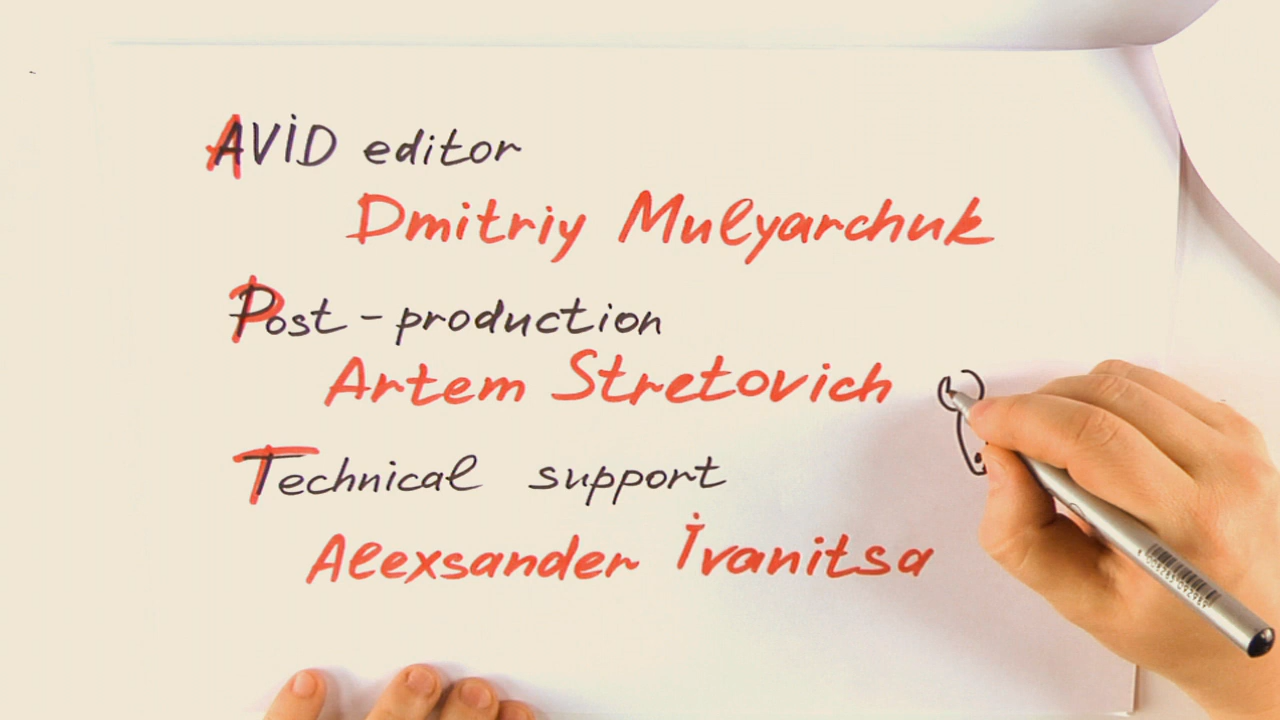 AViD editor
Dmitriy Mulyarchuk
Post-production
Artem Stretovich
Technical support
Alexsander İvanitsa